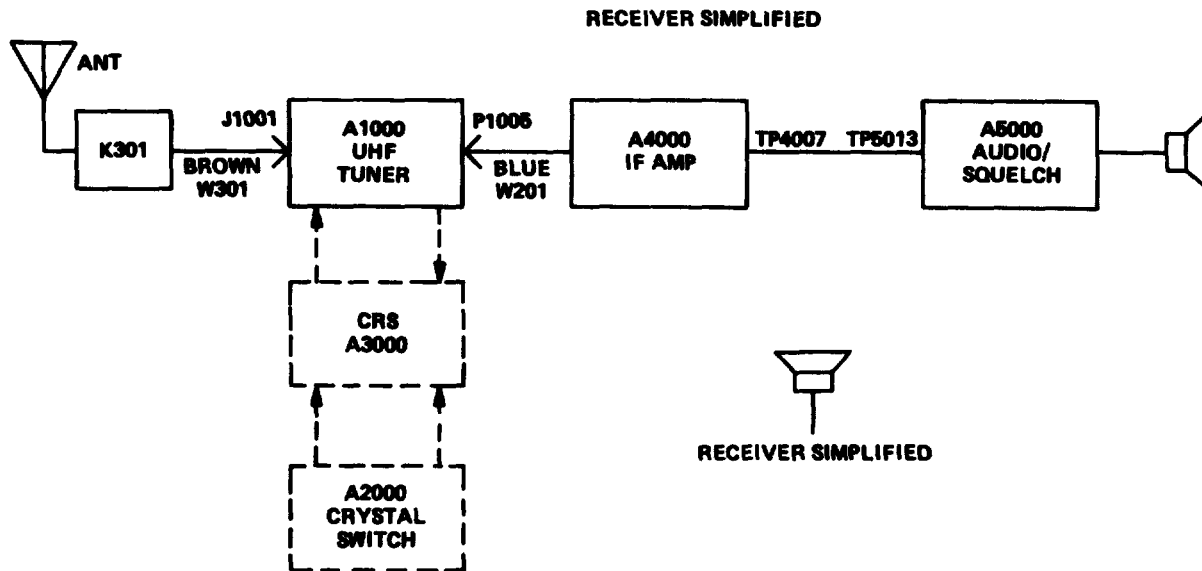 RECEIVER SIMPLIFIED
ANT
K301
J1001
BROWN
W301
A1000
UHF
TUNER
P1005
BLUE
W201
A4000
IF AMP
TP4007
TP5013
A5000
AUDIO/
SQUELCH
CRS
A3000
A2000
CRYSTAL
SWITCH
RECEIVER SIMPLIFIED